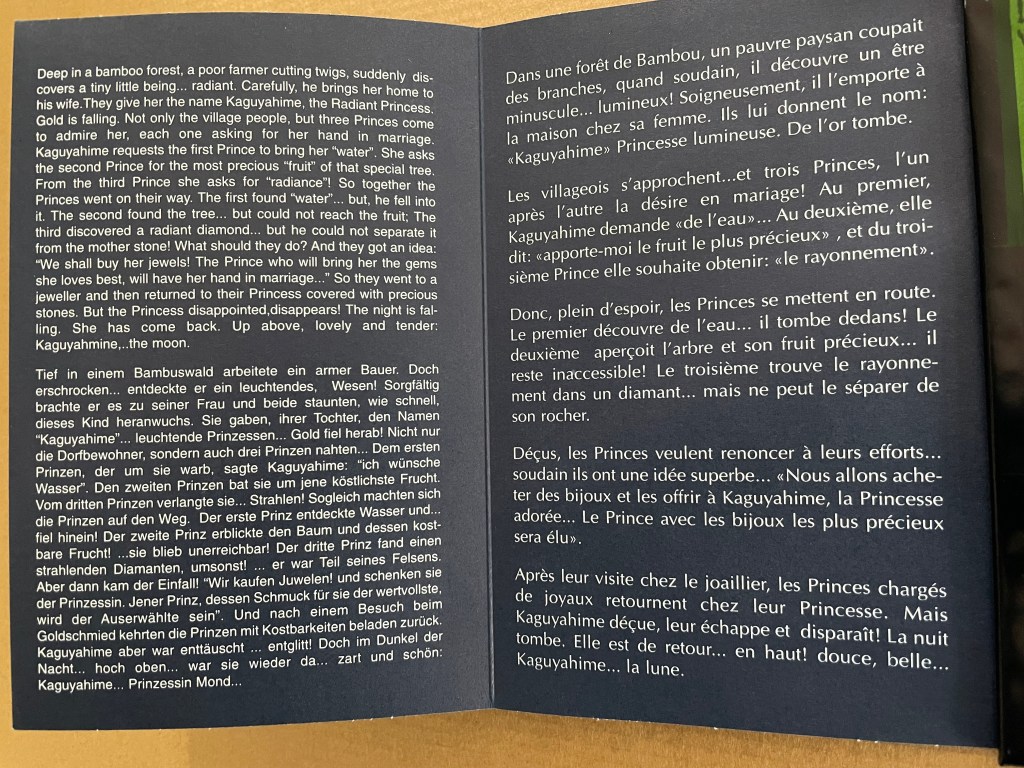 Deep in a bamboo forest, a poor farmer cutting twigs, suddenly dis-
covers a tiny little being... radiant. Carefully, he brings her home to
his wife.They give her the name Kaguyahime, the Radiant Princess.
Gold is falling. Not only the village people, but three Princes come
to admire her, each one asking for her hand in marriage.
Kaguyahime requests the first Prince to bring her “water”. She asks
the second Prince for the most precious “fruit” of that special tree.
From the third Prince she asks for “radiance”! So together the
Princes went on their way. The first found “water”... but, he fell into
it. The second found the tree... but could not reach the fruit; The
third discovered a radiant diamond... but he could not separate it
from the mother stone! What should they do? And they got an idea:
“We shall buy her jewels! The Prince who will bring her the gems
she loves best, will have her hand in marriage...” So they went to a
jeweller and then returned to their Princess covered with precious
stones. But the Princess disappointed,disappears! The night is fal-
ling. She has come back. Up above, lovely and tender:
Kaguyahmine,..the moon.
Tief in einem Bambuswald arbeitete ein armer Bauer. Doch
erschrocken... entdeckte er ein leuchtendes, Wesen! Sorgfältig
brachte er es zu seiner Frau und beide staunten, wie schnell,
dieses Kind heranwuchs. Sie gaben, ihrer Tochter, den Namen
“Kaguyahime”... leuchtende Prinzessen... Gold fiel herab! Nicht nur
die Dorfbewohner, sondern auch drei Prinzen nahten... Dem ersten
Prinzen, der um sie warb, sagte Kaguyahime: “ich wünsche
Wasser”. Den zweiten Prinzen bat sie um jene köstlichste Frucht.
Vom dritten Prinzen verlangte sie... Strahlen! Sogleich machten sich
die Prinzen auf den Weg. Der erste Prinz entdeckte Wasser und...
fiel hinein! Der zweite Prinz erblickte den Baum und dessen kost-
bare Frucht! ...sie blieb unerreichbar! Der dritte Prinz fand einen
strahlenden Diamanten, umsonst! ... er war Teil seines Felsens.
Aber dann kam der Einfall! “Wir kaufen Juwelen! und schenken sie
der Prinzessin. Jener Prinz, dessen Schmuck für sie der wertvollste,
wird der Auserwählte sein”. Und nach einem Besuch beim
Goldschmied kehrten die Prinzen mit Kostbarkeiten beladen zurück.
Kaguyahime aber war enttäuscht ... entglitt! Doch im Dunkel der
Nacht... hoch oben... war sie wieder da... zart und schön:
Kaguyahime... Prinzessin Mond...
Dans une forêt de Bambou, un pauvre paysan coupait
des branches, quand soudain, il découvre un être
minuscule... lumineux! Soigneusement, il l’emporte à
la maison chez sa femme. Ils lui donnent le nom:
«Kaguyahime» Princesse lumineuse. De l’or tombe.
Les villageois s’approchent...et trois Princes, l’un
après l’autre la désire en mariage! Au premier,
Kaguyahime demande «de l’eau»... Au deuxième, elle
dit: «apporte-moi le fruit le plus précieux» , et du troi-
sième Prince elle souhaite obtenir: «le rayonnement».
Donc, plein d’espoir, les Princes se mettent en route.
Le premier découvre de l’eau... il tombe dedans! Le
deuxième aperçoit l’arbre et son fruit précieux... il
reste inaccessible! Le troisième trouve le rayonne-
ment dans un diamant... mais ne peut le séparer de
son rocher.
Déçus, les Princes veulent renoncer à leurs efforts...
soudain ils ont une idée superbe... «Nous allons ache-
ter des bijoux et les offrir à Kaguyahime, la Princesse
adorée... Le Prince avec les bijoux les plus précieux
sera élu».
Après leur visite chez le joaillier, les Princes chargés
de joyaux retournent chez leur Princesse. Mais
Kaguyahime déçue, leur échappe et disparaît! La nuit
tombe. Elle est de retour... en haut! douce, belle...
Kaguyahime... la lune.